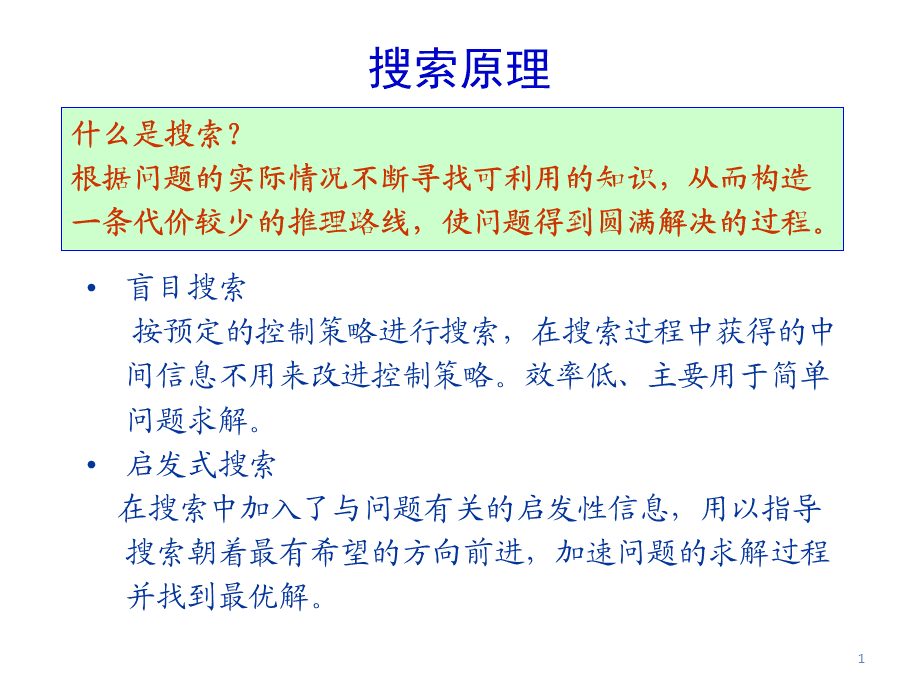 搜索原理
什么是搜索？
根据问题的实际情况不断寻找可利用的知识，从而构造
一条代价较少的推理路线，使问题得到圆满解决的过程。
• 盲目搜索
按预定的控制策略进行搜索，在搜索过程中获得的中
间信息不用来改进控制策略。效率低、主要用于简单
问题求解。
• 启发式搜索
在搜索中加入了与问题有关的启发性信息，用以指导
搜索朝着最有希望的方向前进，加速问题的求解过程
并找到最优解。
1